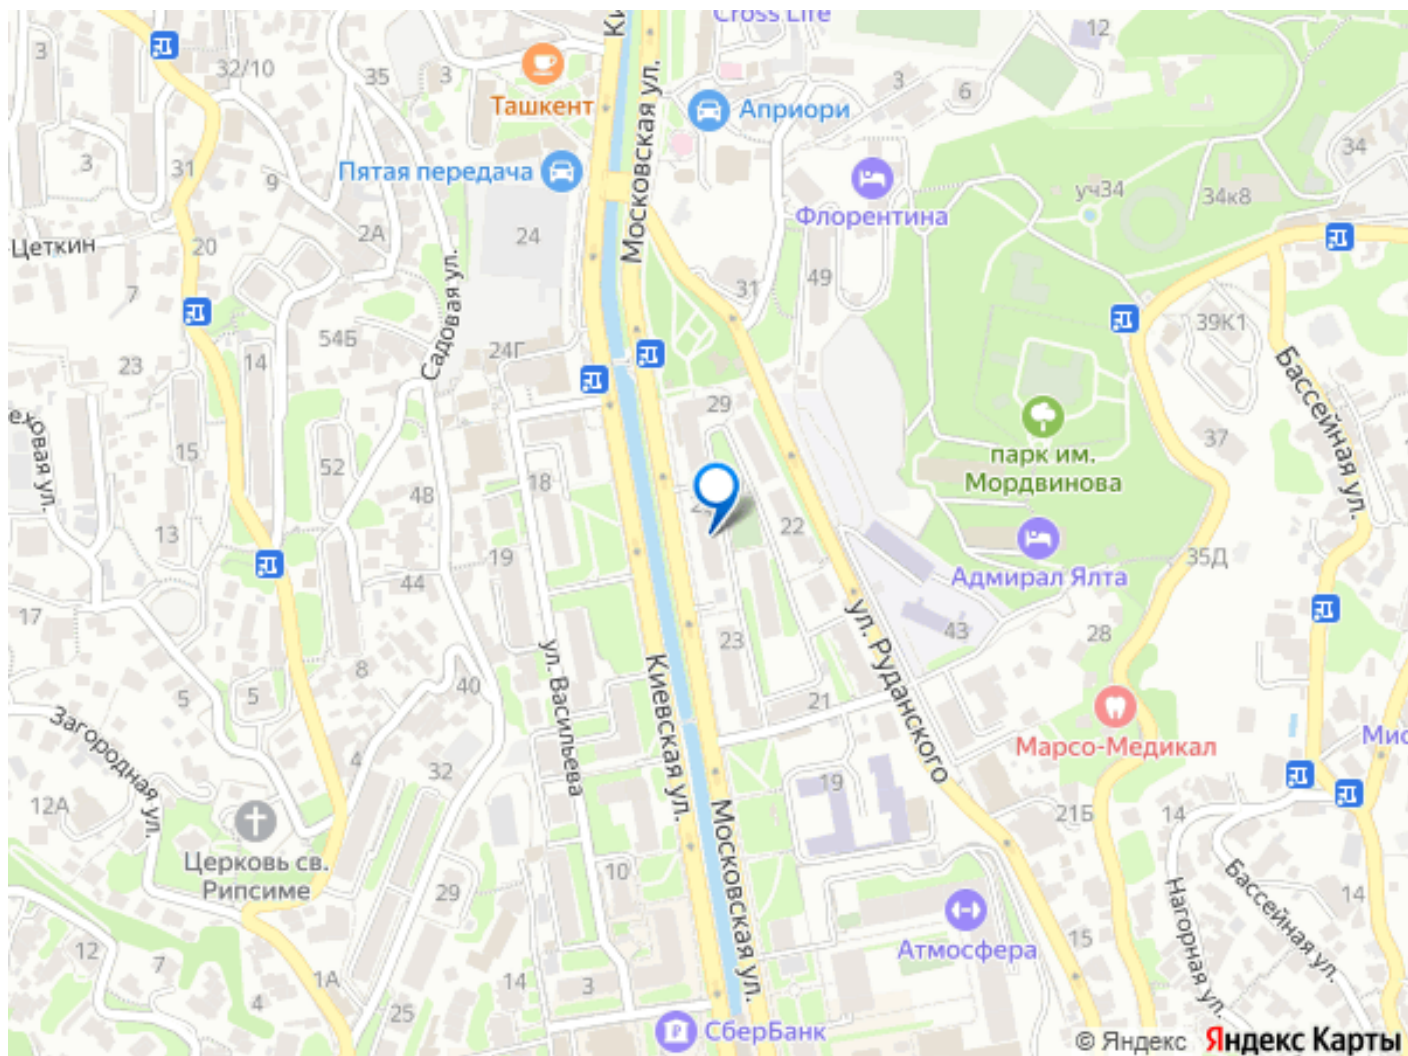 Cross Life
12
3
32/10
35
3
Ташкент
Априори
3
6
Московская ул.
34
3
31
9
Пятая передача
уч34
34к8
Флорентина
Цеткин
20
2А
24
Московская ул.
7
31
49
Садовая ул.
54Б
24Г
39К1
23
14
Бассейная ул.
29
37
парк им.
Мордвинова
15
52
48
18
22
13
19
Адмирал Ялта
35Д
44
17
ул. Руданского
43
28
23
8
40
5
5
ул. Васильева
Киевская ул.
21
Загородная ул.
Марсо-Медикал
4
32
12А
19
21Б
14
Церковь св.
Рипсиме
10
29
Московская ул.
Нагорная ул.
Бассейная ул.
14
12
7
Атмосфера
15
1А
14
3
4
25
СберБанк
© Яндекс Яндекс Карты